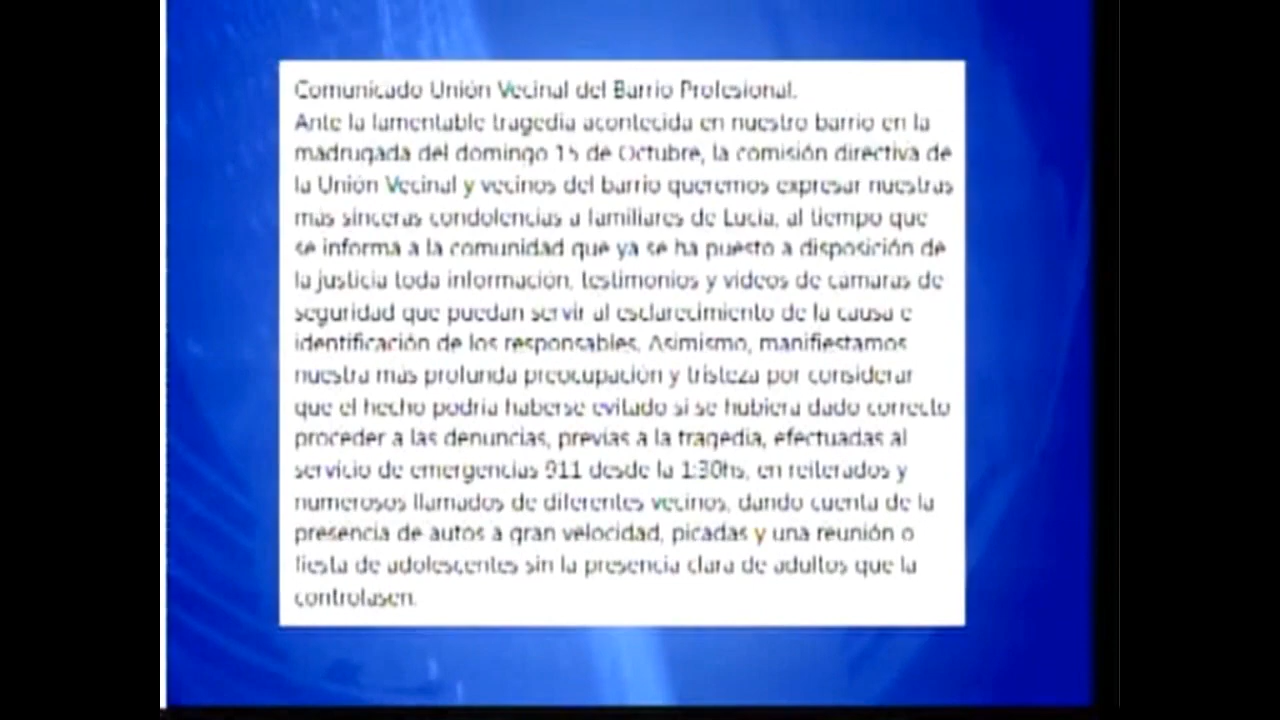 Comunicado Unión Vecinal del Barrio Profesional.
Ante la lamentable tragedia acontecida en nuestro barrio en la
madrugada del domingo 15 de Octubre, la comisión directiva de
la Unión Vecinal y vecinos del barrio queremos expresar nuestras
más sinceras condolencias a familiares de Lucía, al tiempo que
se informa a la comunidad que ya se ha puesto a disposición de
la justicia toda información, testimonios y videos de cámaras de
seguridad que puedan servir al esclarecimiento de la causa e
identificación de los responsables. Asimismo, manifiestamos
nuestra más profunda preocupación y tristeza por considerar
que el hecho podría haberse evitado si se hubiera dado correcto
proceder a las denuncias, previas a la tragedia, efectuadas al
servicio de emergencias 911 desde la 1:30hs, en reiterados y
numerosos llamados de diferentes vecinos, dando cuenta de la
presencia de autos a gran velocidad, picadas y una reunión o
fiesta de adolescentes sin la presencia clara de adultos que la
controlasen.